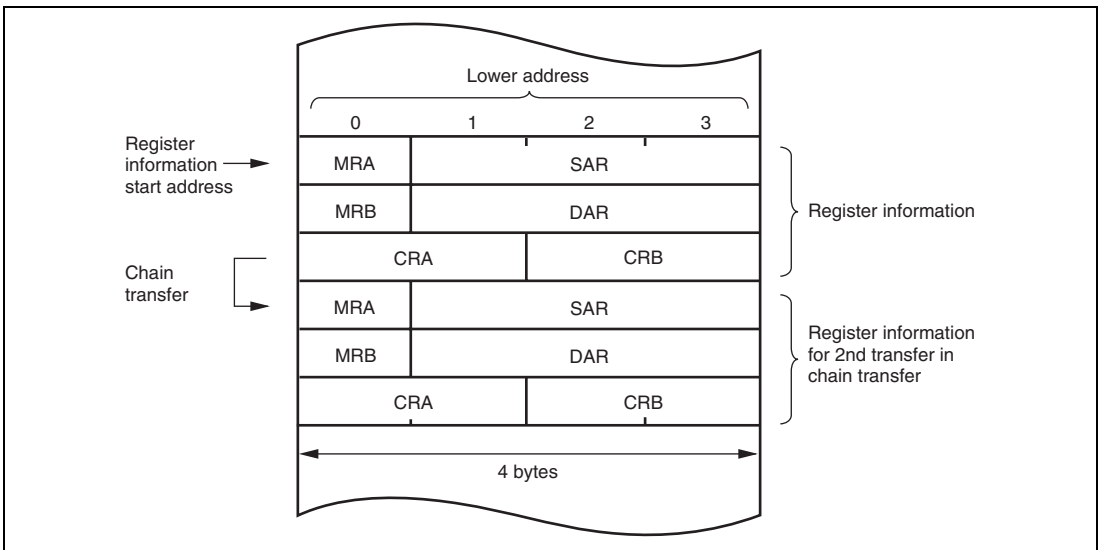 Lower address
0 1 2 3
Register
information
start address
MRA SAR
MRB DAR
Register information
CRA CRB
Chain
transfer
MRA SAR
MRB DAR
Register information
for 2nd transfer in
chain transfer
CRA CRB
4 bytes